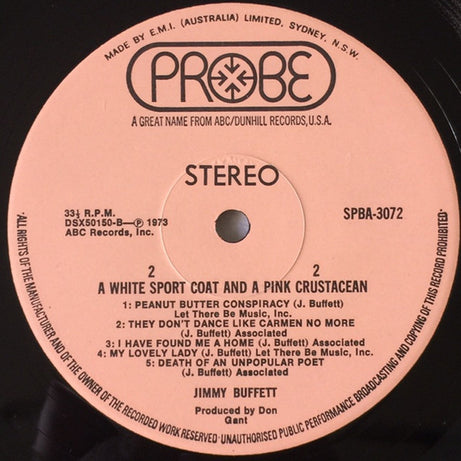 MADE BY E.M.I. (AUSTRALIA) LIMITED, SYDNEY, N.S.W.
PROBE
A GREAT NAME FROM ABC/DUNHILL RECORDS, U.S.A.
STEREO
33⅓ R.P.M.
DSX50150-B—Ⓟ 1973
ABC Records, Inc.
SPBA-3072
2 2
A WHITE SPORT COAT AND A PINK CRUSTACEAN
1: PEANUT BUTTER CONSPIRACY (J. Buffett)
Let There Be Music, Inc.
2: THEY DON'T DANCE LIKE CARMEN NO MORE
(J. Buffett) Associated
3: I HAVE FOUND ME A HOME (J. Buffett) Associated
4: MY LOVELY LADY (J. Buffett) Let There Be Music, Inc.
5: DEATH OF AN UNPOPULAR POET
(J. Buffett) Associated
JIMMY BUFFETT
Produced by Don
Gant
·ALL RIGHTS OF THE MANUFACTURER AND OF THE OWNER OF THE RECORDED WORK RESERVED·UNAUTHORISED PUBLIC PERFORMANCE BROADCASTING AND COPYING OF THIS RECORD PROHIBITED·